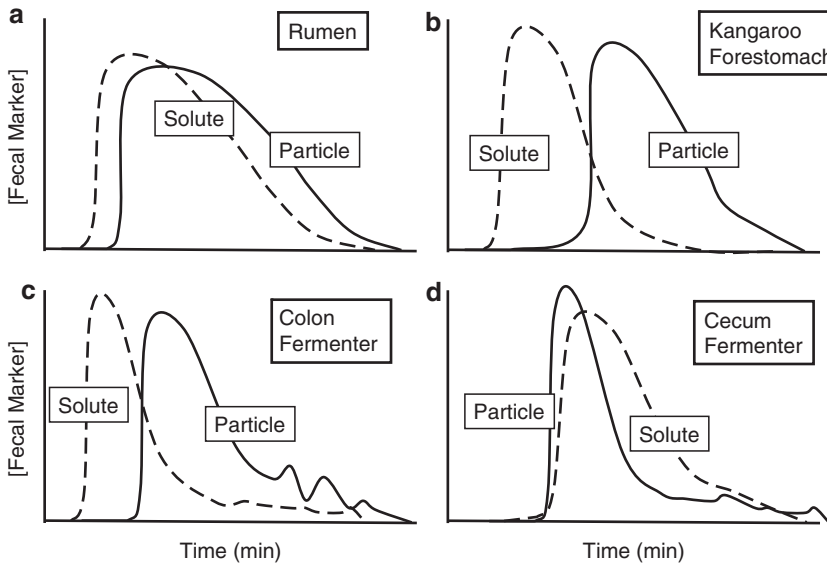 a
Rumen
[Fecal Marker]
Solute
Particle
b
Kangaroo
Forestomach
Solute
Particle
c
Colon
Fermenter
[Fecal Marker]
Solute
Particle
Time (min)
d
Cecum
Fermenter
Particle
Solute
Time (min)